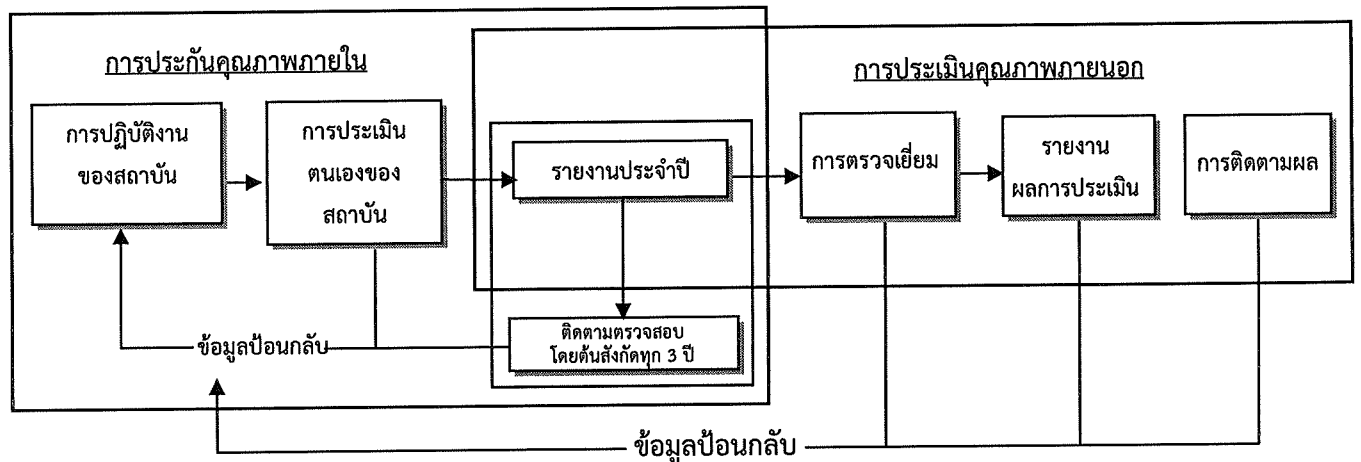 การประกันคุณภาพภายใน
การประเมินคุณภาพภายนอก
การปฏิบัติงาน
ของสถาบัน
การประเมิน
ตนเองของ
สถาบัน
รายงานประจำปี
การตรวจเยี่ยม
รายงาน
ผลการประเมิน
การติดตามผล
ติดตามตรวจสอบ
โดยต้นสังกัดทุก 3 ปี
ข้อมูลป้อนกลับ
ข้อมูลป้อนกลับ